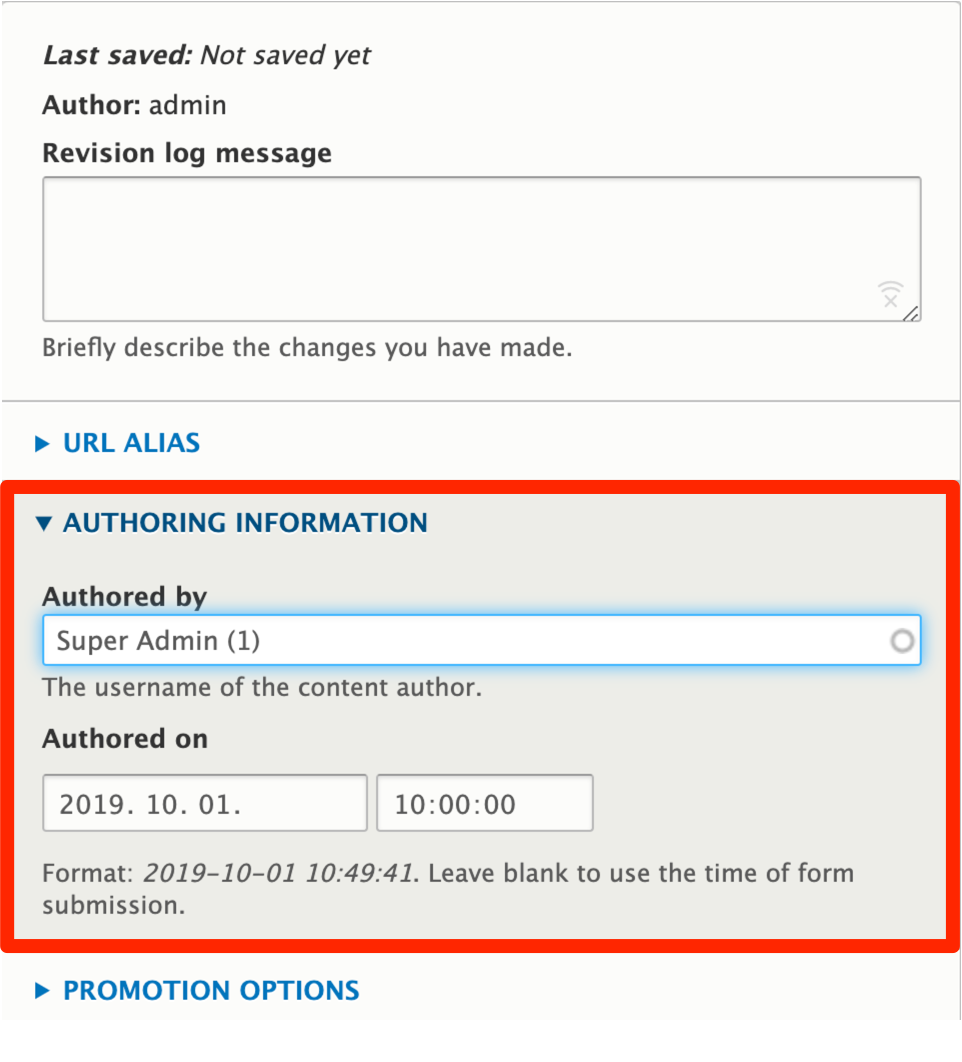 Last saved: Not saved yet
Author: admin
Revision log message
Briefly describe the changes you have made.
URL ALIAS
AUTHORING INFORMATION
Authored by
Super Admin (1)
The username of the content author.
Authored on
2019. 10. 01. 10:00:00
Format: 2019-10-01 10:49:41. Leave blank to use the time of form
submission.
PROMOTION OPTIONS